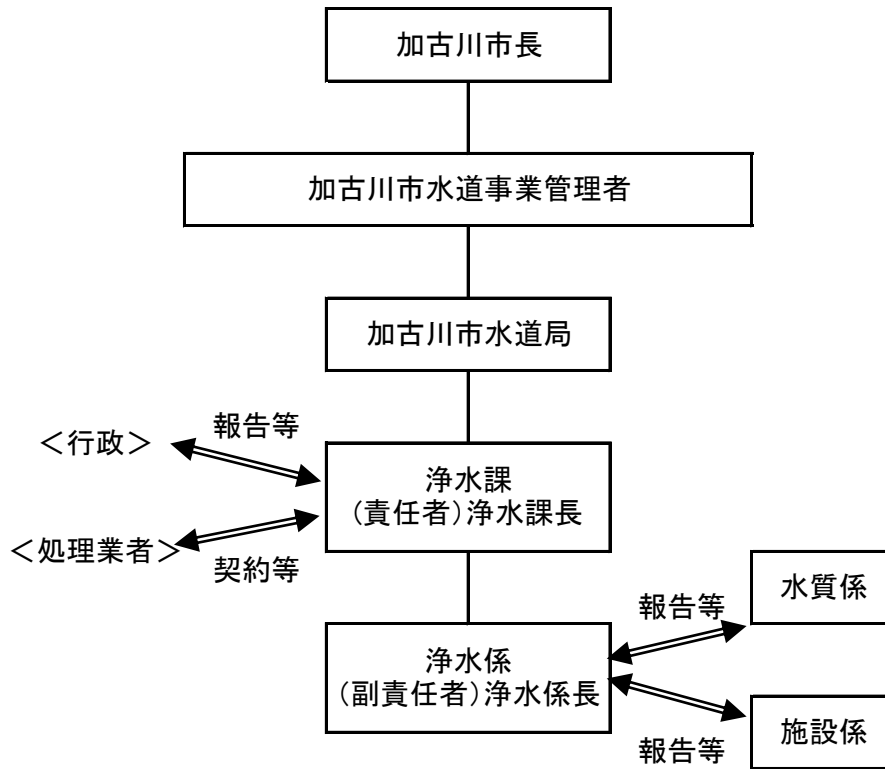 加古川市長
加古川市水道事業管理者
加古川市水道局
報告等
＜行政＞
浄水課
（責任者）浄水課長
＜処理業者＞
契約等
水質係
報告等
浄水係
（副責任者）浄水係長
施設係
報告等